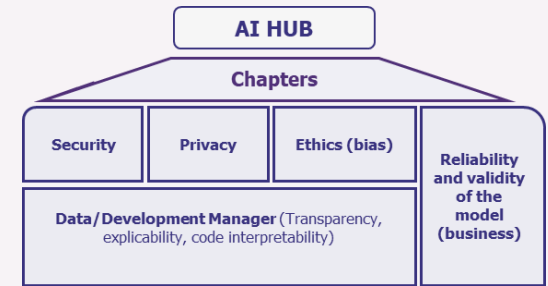 AI HUB
Chapters
Security
Privacy
Ethics (bias)
Reliability
and validity
of the
model
(business)
Data/Development Manager (Transparency,
explicability, code interpretability)